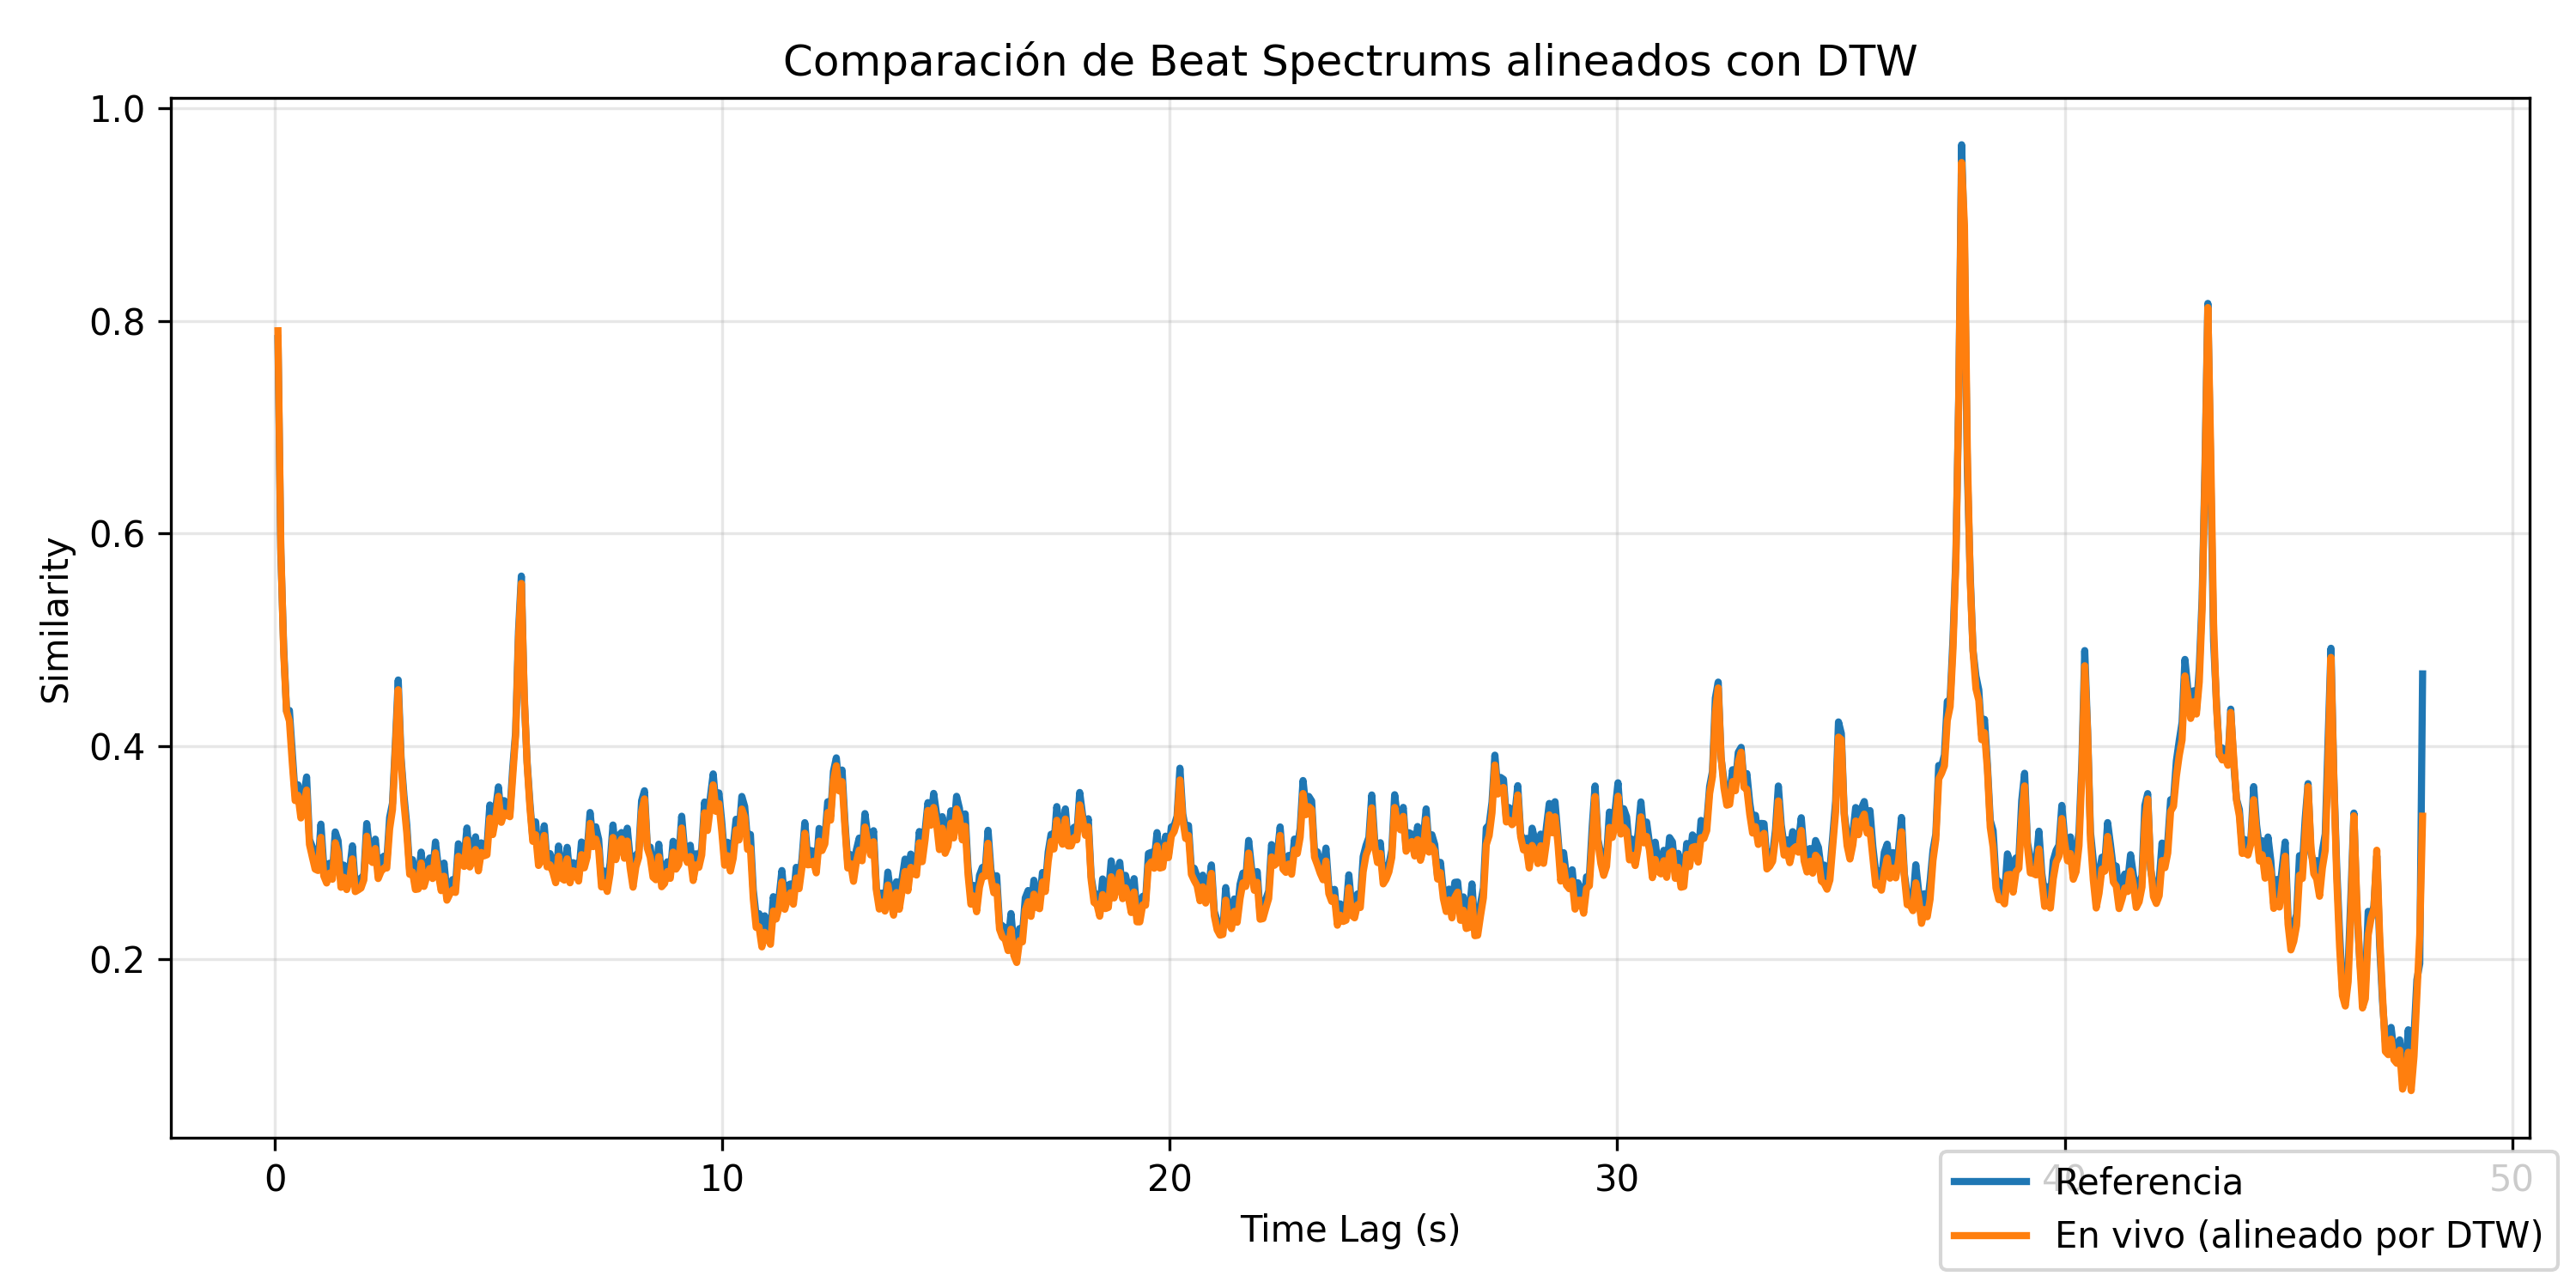 Comparación de Beat Spectrums alineados con DTW
1.0
0.8
0.6
0.4
0.2
Similarity
0 10 20 30 40 50
Time Lag (s)
Referencia
En vivo (alineado por DTW)